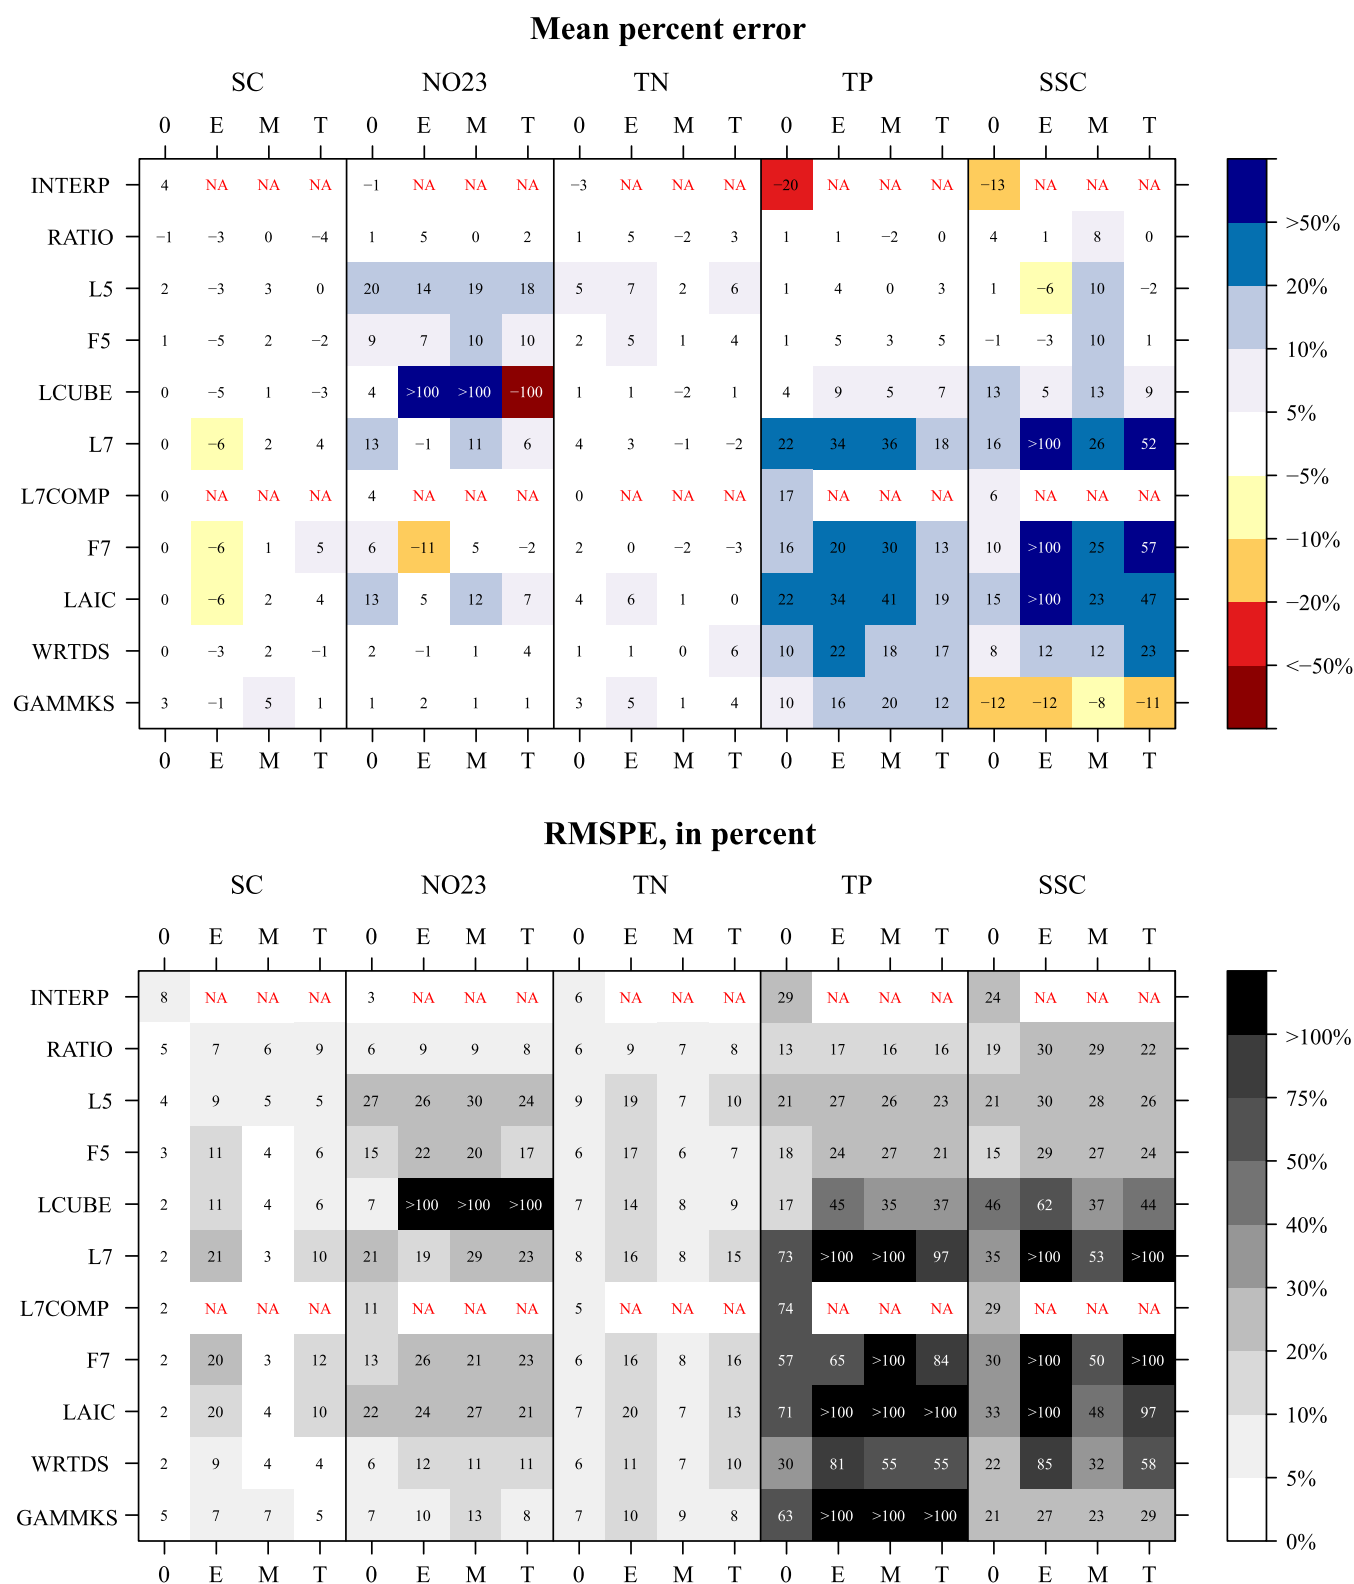 Mean percent error
SC NO23 TN TP SSC
0 E M T 0 E M T 0 E M T 0 E M T 0 E M T
INTERP 4 NA NA NA −1 NA NA NA −3 NA NA NA −20 NA NA NA −13 NA NA NA
RATIO −1 −3 0 −4 1 5 0 2 1 5 −2 3 1 1 −2 0 4 1 8 0
>50%
L5 2 −3 3 0 20 14 19 18 5 7 2 6 1 4 0 3 1 −6 10 −2
20%
F5 1 −5 2 −2 9 7 10 10 2 5 1 4 1 5 3 5 −1 −3 10 1
10%
LCUBE 0 −5 1 −3 4 >100 >100 −100 1 1 −2 1 4 9 5 7 13 5 13 9
5%
L7 0 −6 2 4 13 −1 11 6 4 3 −1 −2 22 34 36 18 16 >100 26 52
−5%
L7COMP 0 NA NA NA 4 NA NA NA 0 NA NA NA 17 NA NA NA 6 NA NA NA
−10%
F7 0 −6 1 5 6 −11 5 −2 2 0 −2 −3 16 20 30 13 10 >100 25 57
LAIC 0 −6 2 4 13 5 12 7 4 6 1 0 22 34 41 19 15 >100 23 47
−20%
WRTDS 0 −3 2 −1 2 −1 1 4 1 1 0 6 10 22 18 17 8 12 12 23
<−50%
GAMMKS 3 −1 5 1 1 2 1 1 3 5 1 4 10 16 20 12 −12 −12 −8 −11
0 E M T 0 E M T 0 E M T 0 E M T 0 E M T
RMSPE, in percent
SC NO23 TN TP SSC
0 E M T 0 E M T 0 E M T 0 E M T 0 E M T
INTERP 8 NA NA NA 3 NA NA NA 6 NA NA NA 29 NA NA NA 24 NA NA NA
>100%
RATIO 5 7 6 9 6 9 9 8 6 9 7 8 13 17 16 16 19 30 29 22
75%
L5 4 9 5 5 27 26 30 24 9 19 7 10 21 27 26 23 21 30 28 26
F5 3 11 4 6 15 22 20 17 6 17 6 7 18 24 27 21 15 29 27 24
50%
LCUBE 2 11 4 6 7 >100 >100 >100 7 14 8 9 17 45 35 37 46 62 37 44
40%
L7 2 21 3 10 21 19 29 23 8 16 8 15 73 >100 >100 97 35 >100 53 >100
30%
L7COMP 2 NA NA NA 11 NA NA NA 5 NA NA NA 74 NA NA NA 29 NA NA NA
20%
F7 2 20 3 12 13 26 21 23 6 16 8 16 57 65 >100 84 30 >100 50 >100
LAIC 2 20 4 10 22 24 27 21 7 20 7 13 71 >100 >100 >100 33 >100 48 97
10%
WRTDS 2 9 4 4 6 12 11 11 6 11 7 10 30 81 55 55 22 85 32 58
5%
GAMMKS 5 7 7 5 7 10 13 8 7 10 9 8 63 >100 >100 >100 21 27 23 29
0%
0 E M T 0 E M T 0 E M T 0 E M T 0 E M T